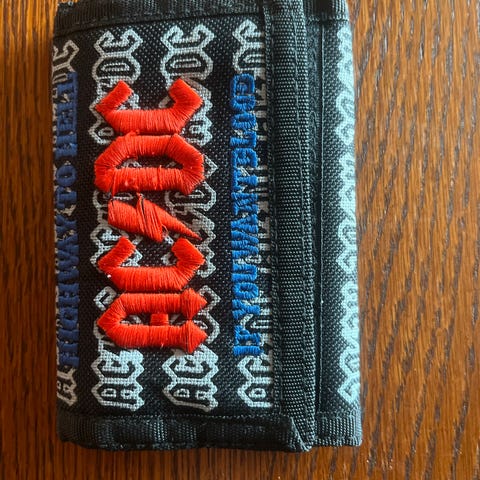 HIGHWAY TO HELL
AC/DC
IF YOU WANT BLOOD